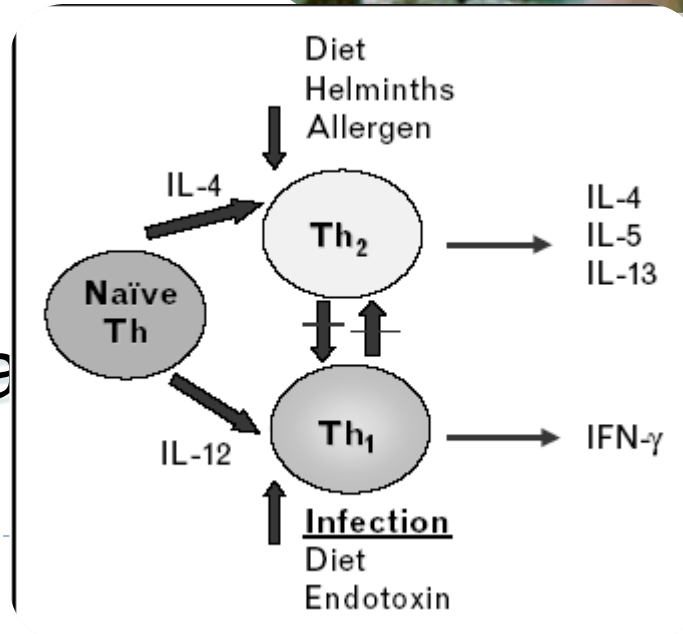 Diet
Helminths
Allergen
IL-4
Th₂
IL-4
IL-5
IL-13
Naïve
Th
IL-12
Th₁
IFN-γ
Infection
Diet
Endotoxin